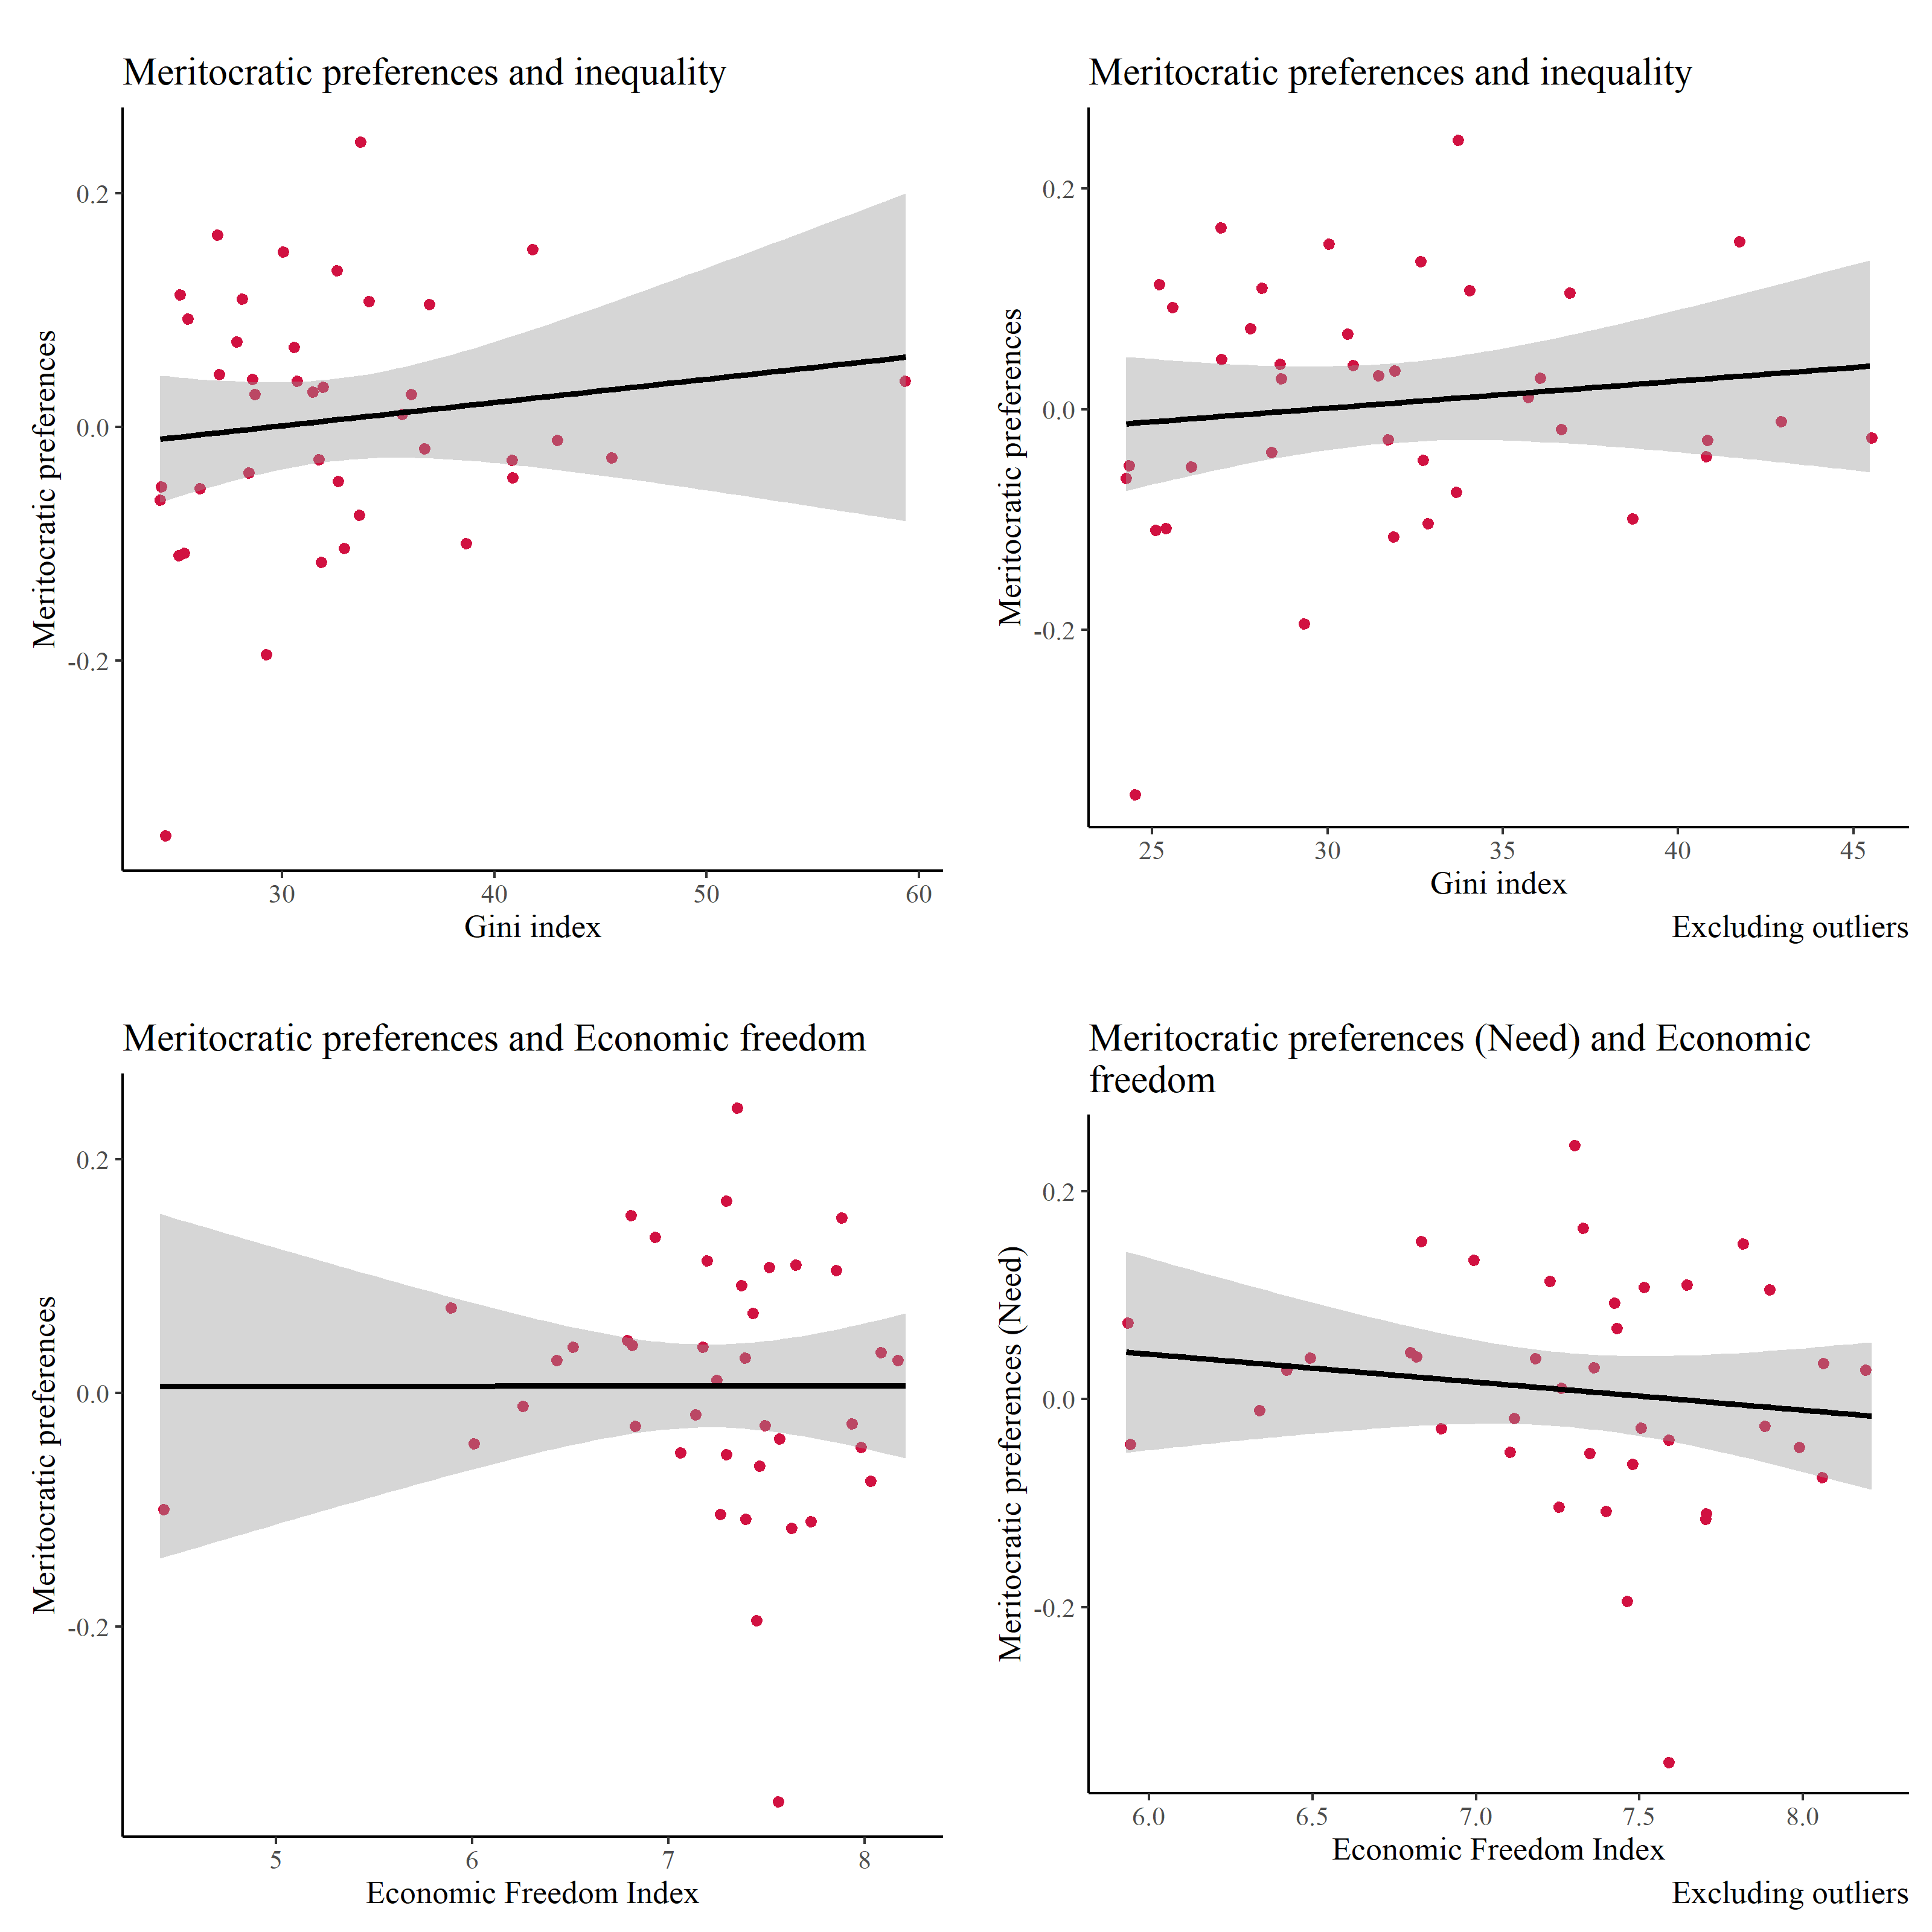 Meritocratic preferences and inequality
Meritocratic preferences
0.2
0.0
-0.2
30
40
50
60
Gini index
Meritocratic preferences and inequality
Meritocratic preferences
0.2
0.0
-0.2
25
30
35
40
45
Gini index
Excluding outliers
Meritocratic preferences and Economic freedom
Meritocratic preferences
0.2
0.0
-0.2
5
6
7
8
Economic Freedom Index
Meritocratic preferences (Need) and Economic
freedom
Meritocratic preferences (Need)
0.2
0.0
-0.2
6.0
6.5
7.0
7.5
8.0
Economic Freedom Index
Excluding outliers